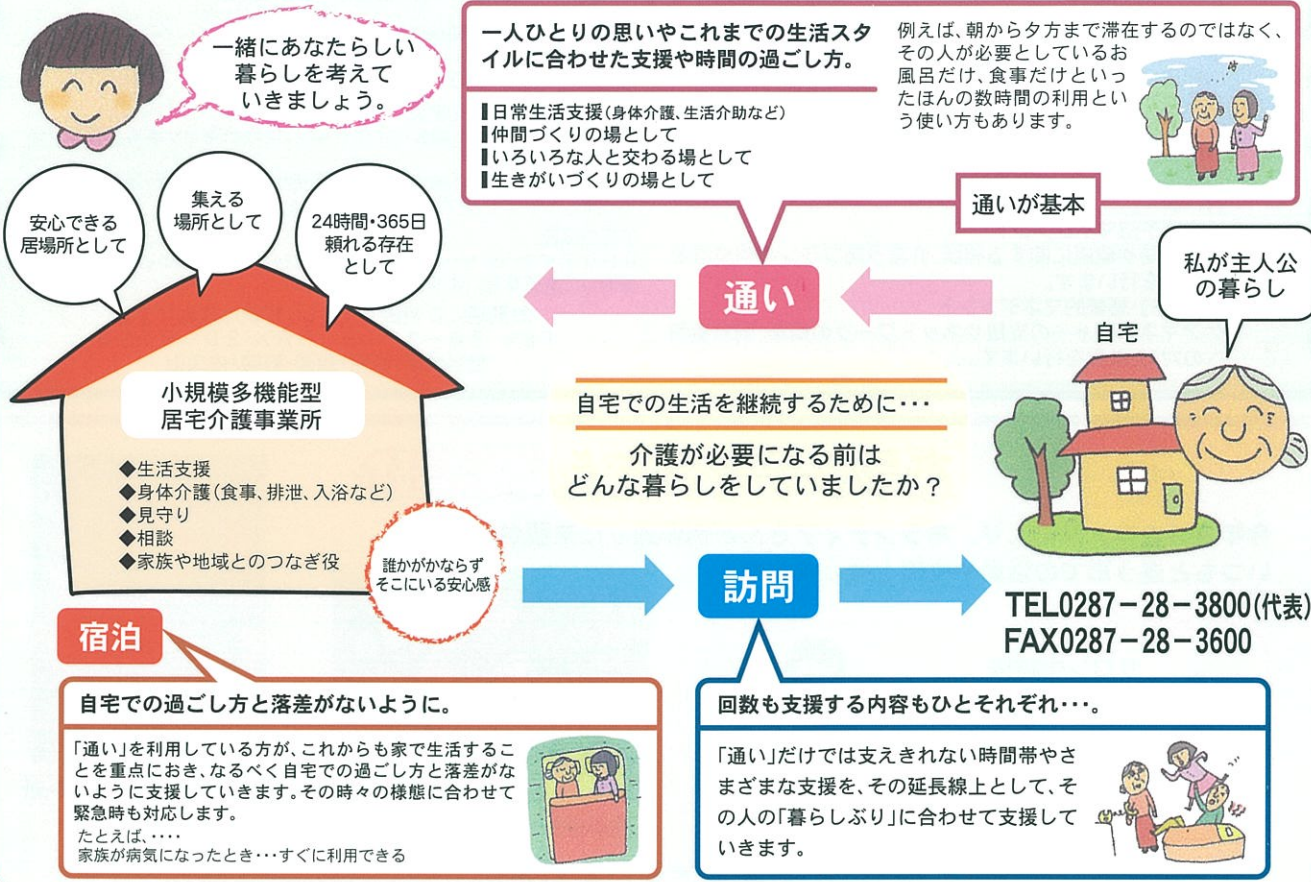 一緒にあなたらしい
暮らしを考えて
いきましょう。
一人ひとりの思いやこれまでの生活スタ
イルに合わせた支援や時間の過ごし方。
▌日常生活支援(身体介護、生活介助など)
▌仲間づくりの場として
▌いろいろな人と交わる場として
▌生きがいづくりの場として
例えば、朝から夕方まで滞在するのではなく、
その人が必要としているお
風呂だけ、食事だけといっ
たほんの数時間の利用とい
う使い方もあります。
通いが基本
安心できる
居場所として
集える
場所として
24時間・365日
頼れる存在
として
通い
私が主人公
の暮らし
自宅
小規模多機能型
居宅介護事業所
◆生活支援
◆身体介護(食事、排泄、入浴など)
◆見守り
◆相談
◆家族や地域とのつなぎ役
誰かがかならず
そこにいる安心感
自宅での生活を継続するために・・・
介護が必要になる前は
どんな暮らしをしていましたか?
訪問
TEL0287-28-3800(代表)
FAX0287-28-3600
宿泊
自宅での過ごし方と落差がないように。
「通い」を利用している方が、これからも家で生活するこ
とを重点におき、なるべく自宅での過ごし方と落差がな
いように支援していきます。その時々の様態に合わせて
緊急時も対応します。
たとえば、・・・・
家族が病気になったとき・・・すぐに利用できる
回数も支援する内容もひとそれぞれ・・・。
「通い」だけでは支えきれない時間帯やさ
まざまな支援を、その延長線上として、そ
の人の「暮らしぶり」に合わせて支援して
いきます。